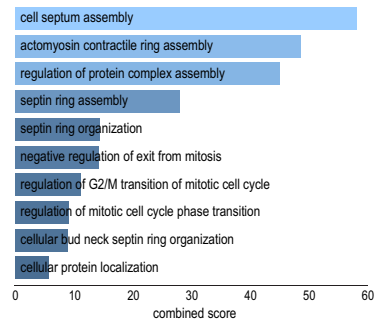 cell septum assembly
actomyosin contractile ring assembly
regulation of protein complex assembly
septin ring assembly
septin ring organization
negative regulation of exit from mitosis
regulation of G2/M transition of mitotic cell cycle
regulation of mitotic cell cycle phase transition
cellular bud neck septin ring organization
cellular protein localization
0 10 20 30 40 50 60
combined score